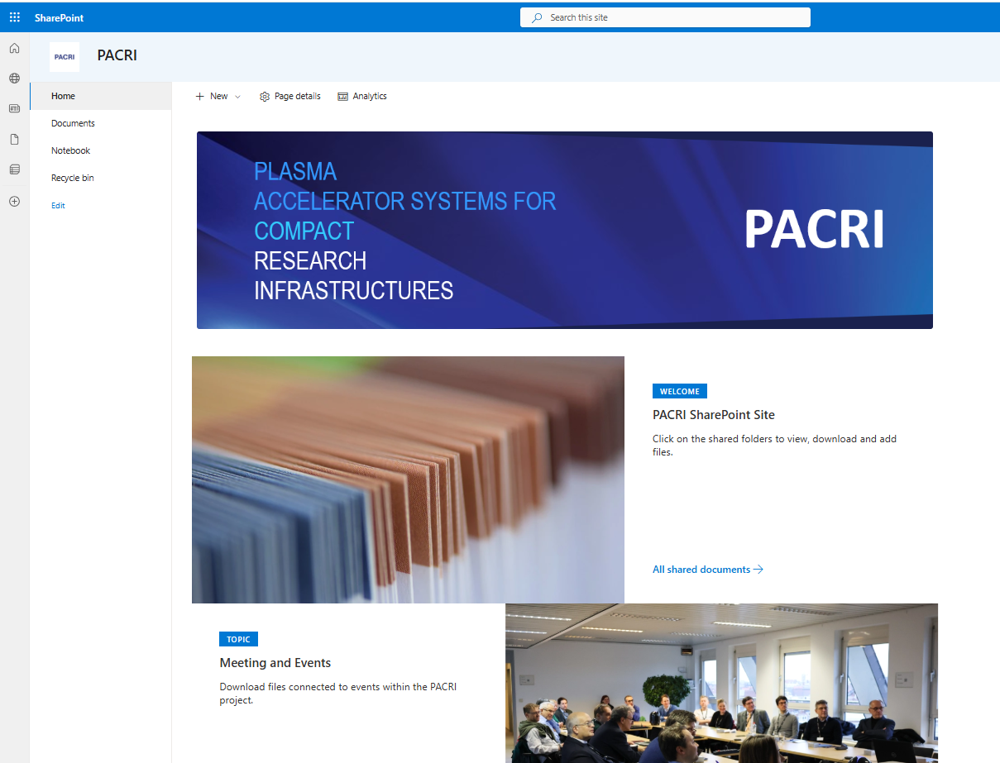 SharePoint
Search this site
PACRI
PACRI
Home
Documents
Notebook
Recycle bin
Edit
New
Page details
Analytics
PLASMA
ACCELERATOR SYSTEMS FOR
COMPACT
RESEARCH
INFRASTRUCTURES
PACRI
WELCOME
PACRI SharePoint Site
Click on the shared folders to view, download and add
files.
All shared documents
TOPIC
Meeting and Events
Download files connected to events within the PACRI
project.